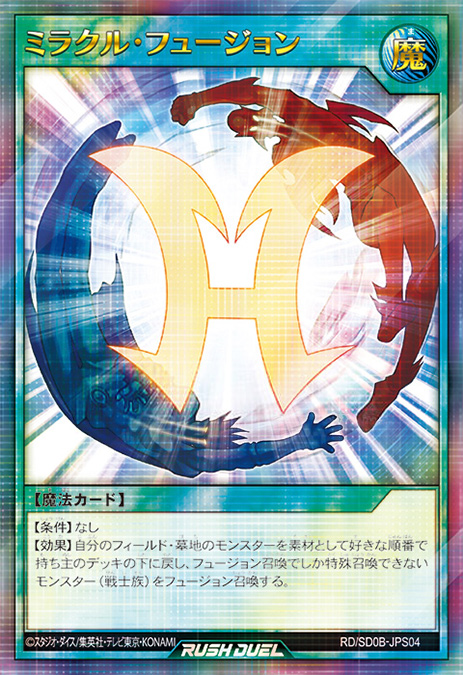 ミラクル・フュージョン
魔
H
【魔法カード】
【条件】なし
【効果】自分のフィールド・墓地のモンスターを素材として好きな順番で
持ち主のデッキの下に戻し、フュージョン召喚でしか特殊召喚できない
モンスター（戦士族）をフュージョン召喚する。
©スタジオ・ダイス/集英社・テレビ東京・KONAMI
RUSH DUEL
RD/SD0B-JPS04